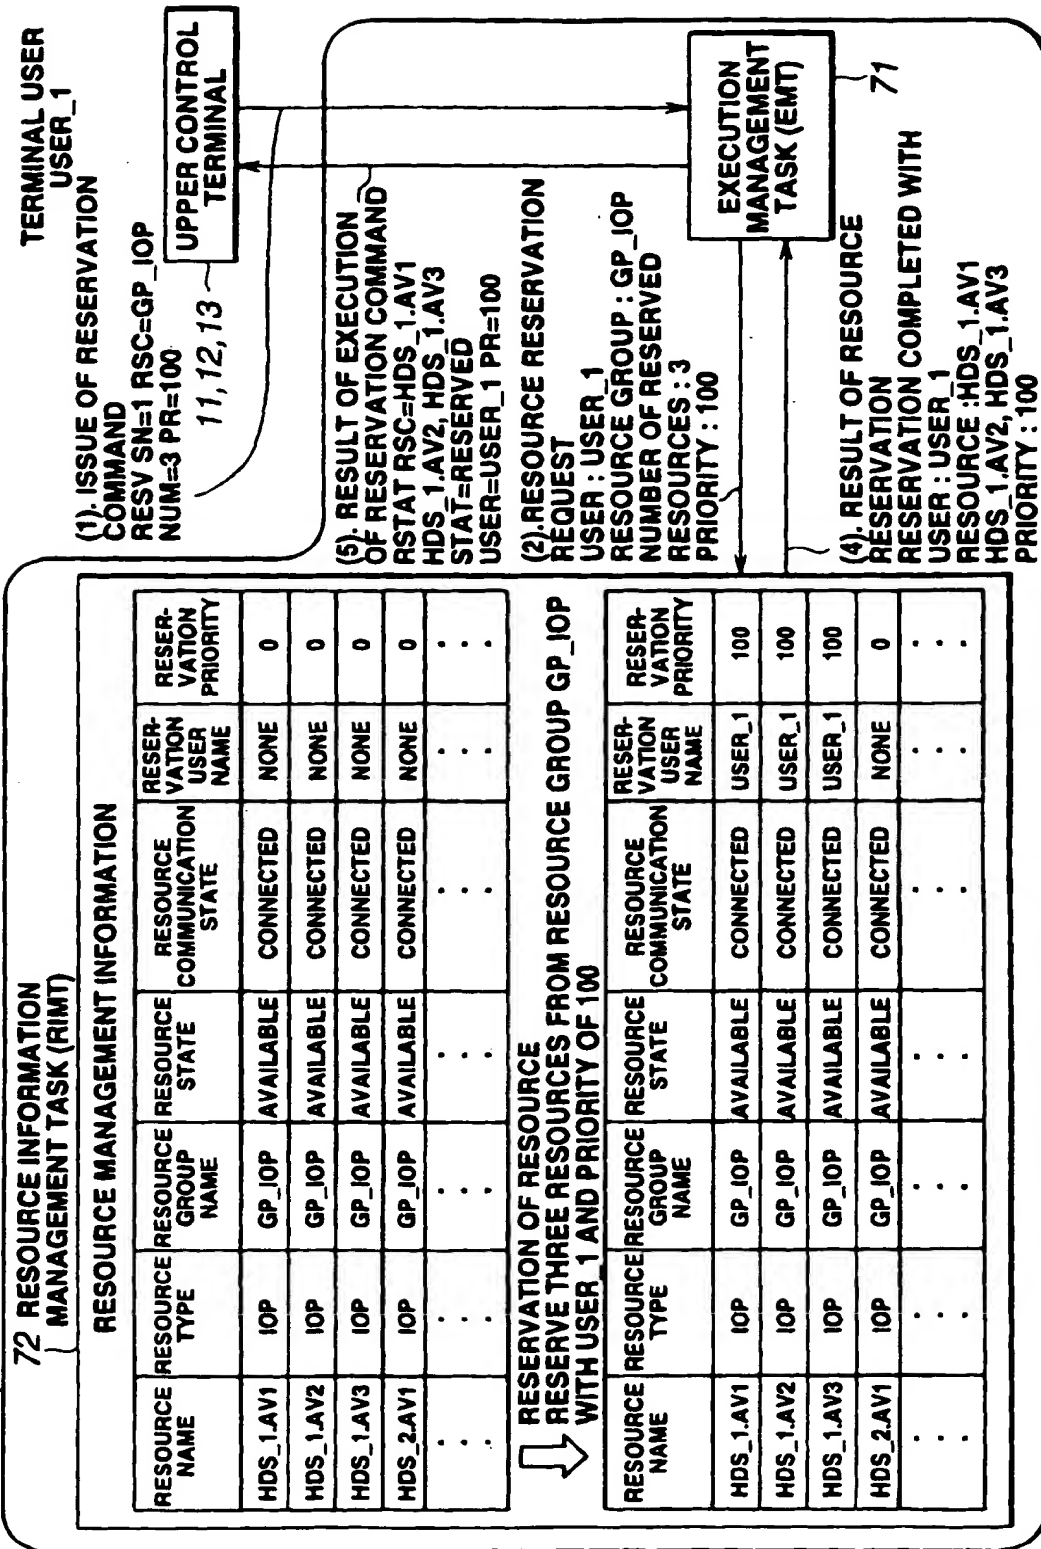 TERMINAL USER
USER_1
(1). ISSUE OF RESERVATION
COMMAND
RESV SN=1 RSC=GP_IOP
NUM=3 PR=100
UPPER CONTROL
TERMINAL
11, 12, 13
72 RESOURCE INFORMATION
MANAGEMENT TASK (RIMT)
RESOURCE MANAGEMENT INFORMATION
RESOURCE NAME RESOURCE TYPE RESOURCE GROUP NAME RESOURCE STATE RESOURCE COMMUNICATION STATE RESER-VATION USER NAME RESER-VATION PRIORITY
HDS_1.AV1 IOP GP_IOP AVAILABLE CONNECTED NONE 0
HDS_1.AV2 IOP GP_IOP AVAILABLE CONNECTED NONE 0
HDS_1.AV3 IOP GP_IOP AVAILABLE CONNECTED NONE 0
HDS_2.AV1 IOP GP_IOP AVAILABLE CONNECTED NONE 0
. . . . . . . . . . . . . . . . . . . . .
RESERVATION OF RESOURCE
RESERVE THREE RESOURCES FROM RESOURCE GROUP GP_IOP
WITH USER_1 AND PRIORITY OF 100
RESOURCE NAME RESOURCE TYPE RESOURCE GROUP NAME RESOURCE STATE RESOURCE COMMUNICATION STATE RESER-VATION USER NAME RESER-VATION PRIORITY
HDS_1.AV1 IOP GP_IOP AVAILABLE CONNECTED USER_1 100
HDS_1.AV2 IOP GP_IOP AVAILABLE CONNECTED USER_1 100
HDS_1.AV3 IOP GP_IOP AVAILABLE CONNECTED USER_1 100
HDS_2.AV1 IOP GP_IOP AVAILABLE CONNECTED NONE 0
. . . . . . . . . . . . . . . . . . . . .
(5). RESULT OF EXECUTION
OF RESERVATION COMMAND
RSTAT RSC=HDS_1.AV1
HDS_1.AV2, HDS_1.AV3
STAT=RESERVED
USER=USER_1 PR=100
(2). RESOURCE RESERVATION
REQUEST
USER : USER_1
RESOURCE GROUP : GP_IOP
NUMBER OF RESERVED
RESOURCES : 3
PRIORITY : 100
EXECUTION
MANAGEMENT
TASK (EMT)
71
(4). RESULT OF RESOURCE
RESERVATION
RESERVATION COMPLETED WITH
USER : USER_1
RESOURCE :HDS_1.AV1
HDS_1.AV2, HDS_1.AV3
PRIORITY : 100